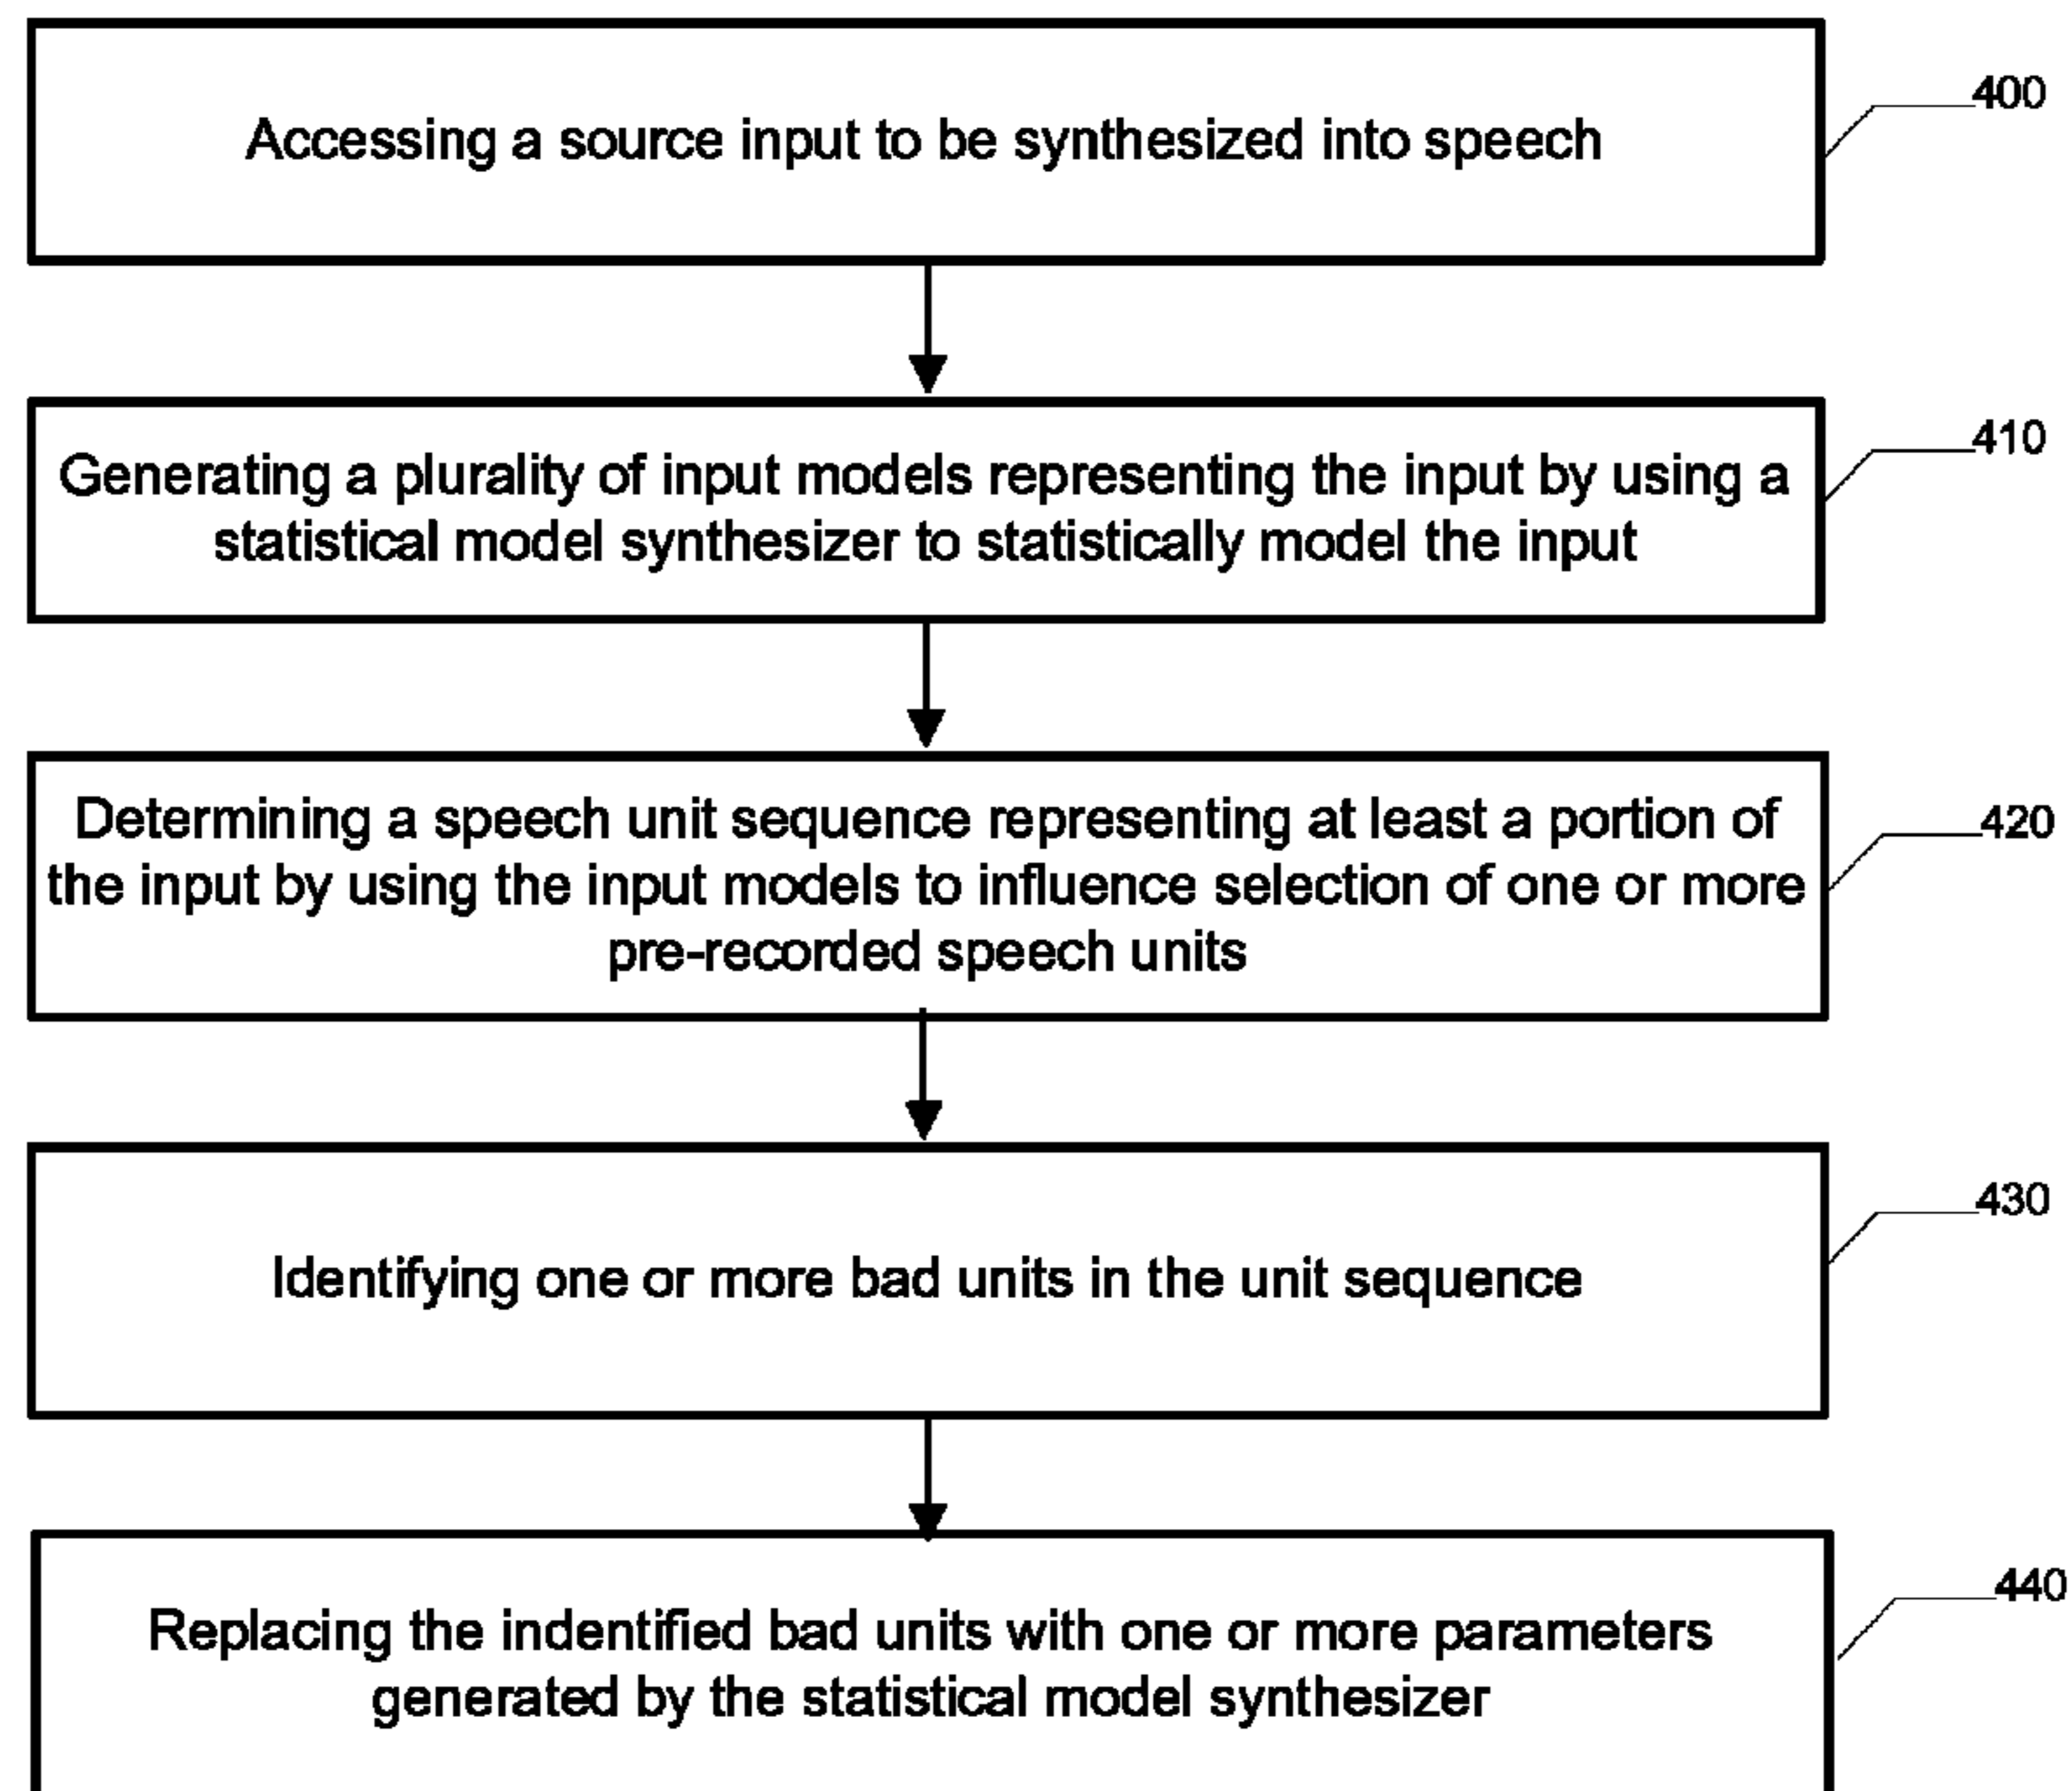 Accessing a source input to be synthesized into speech
400
Generating a plurality of input models representing the input by using a
statistical model synthesizer to statistically model the input
410
Determining a speech unit sequence representing at least a portion of
the input by using the input models to influence selection of one or more
pre-recorded speech units
420
Identifying one or more bad units in the unit sequence
430
Replacing the indentified bad units with one or more parameters
generated by the statistical model synthesizer
440